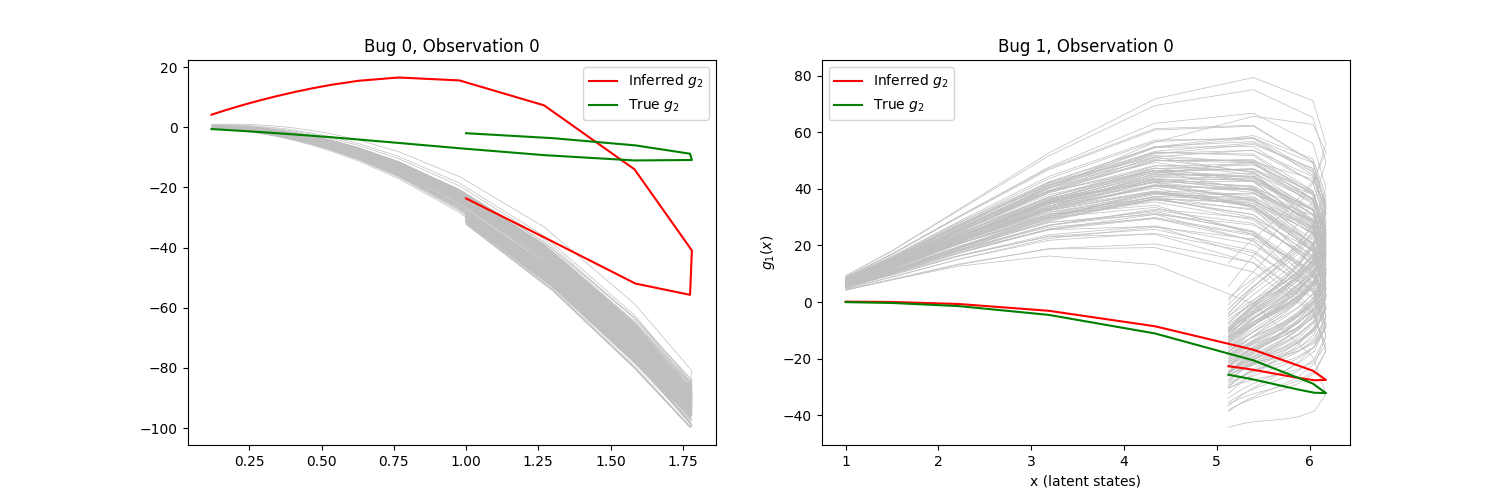 Bug 0, Observation 0
Inferred g₂
True g₂
20
0
−20
−40
−60
−80
−100
0.25 0.50 0.75 1.00 1.25 1.50 1.75
Bug 1, Observation 0
Inferred g₂
True g₂
80
60
40
20
0
−20
−40
g₁(x)
1 2 3 4 5 6
x (latent states)